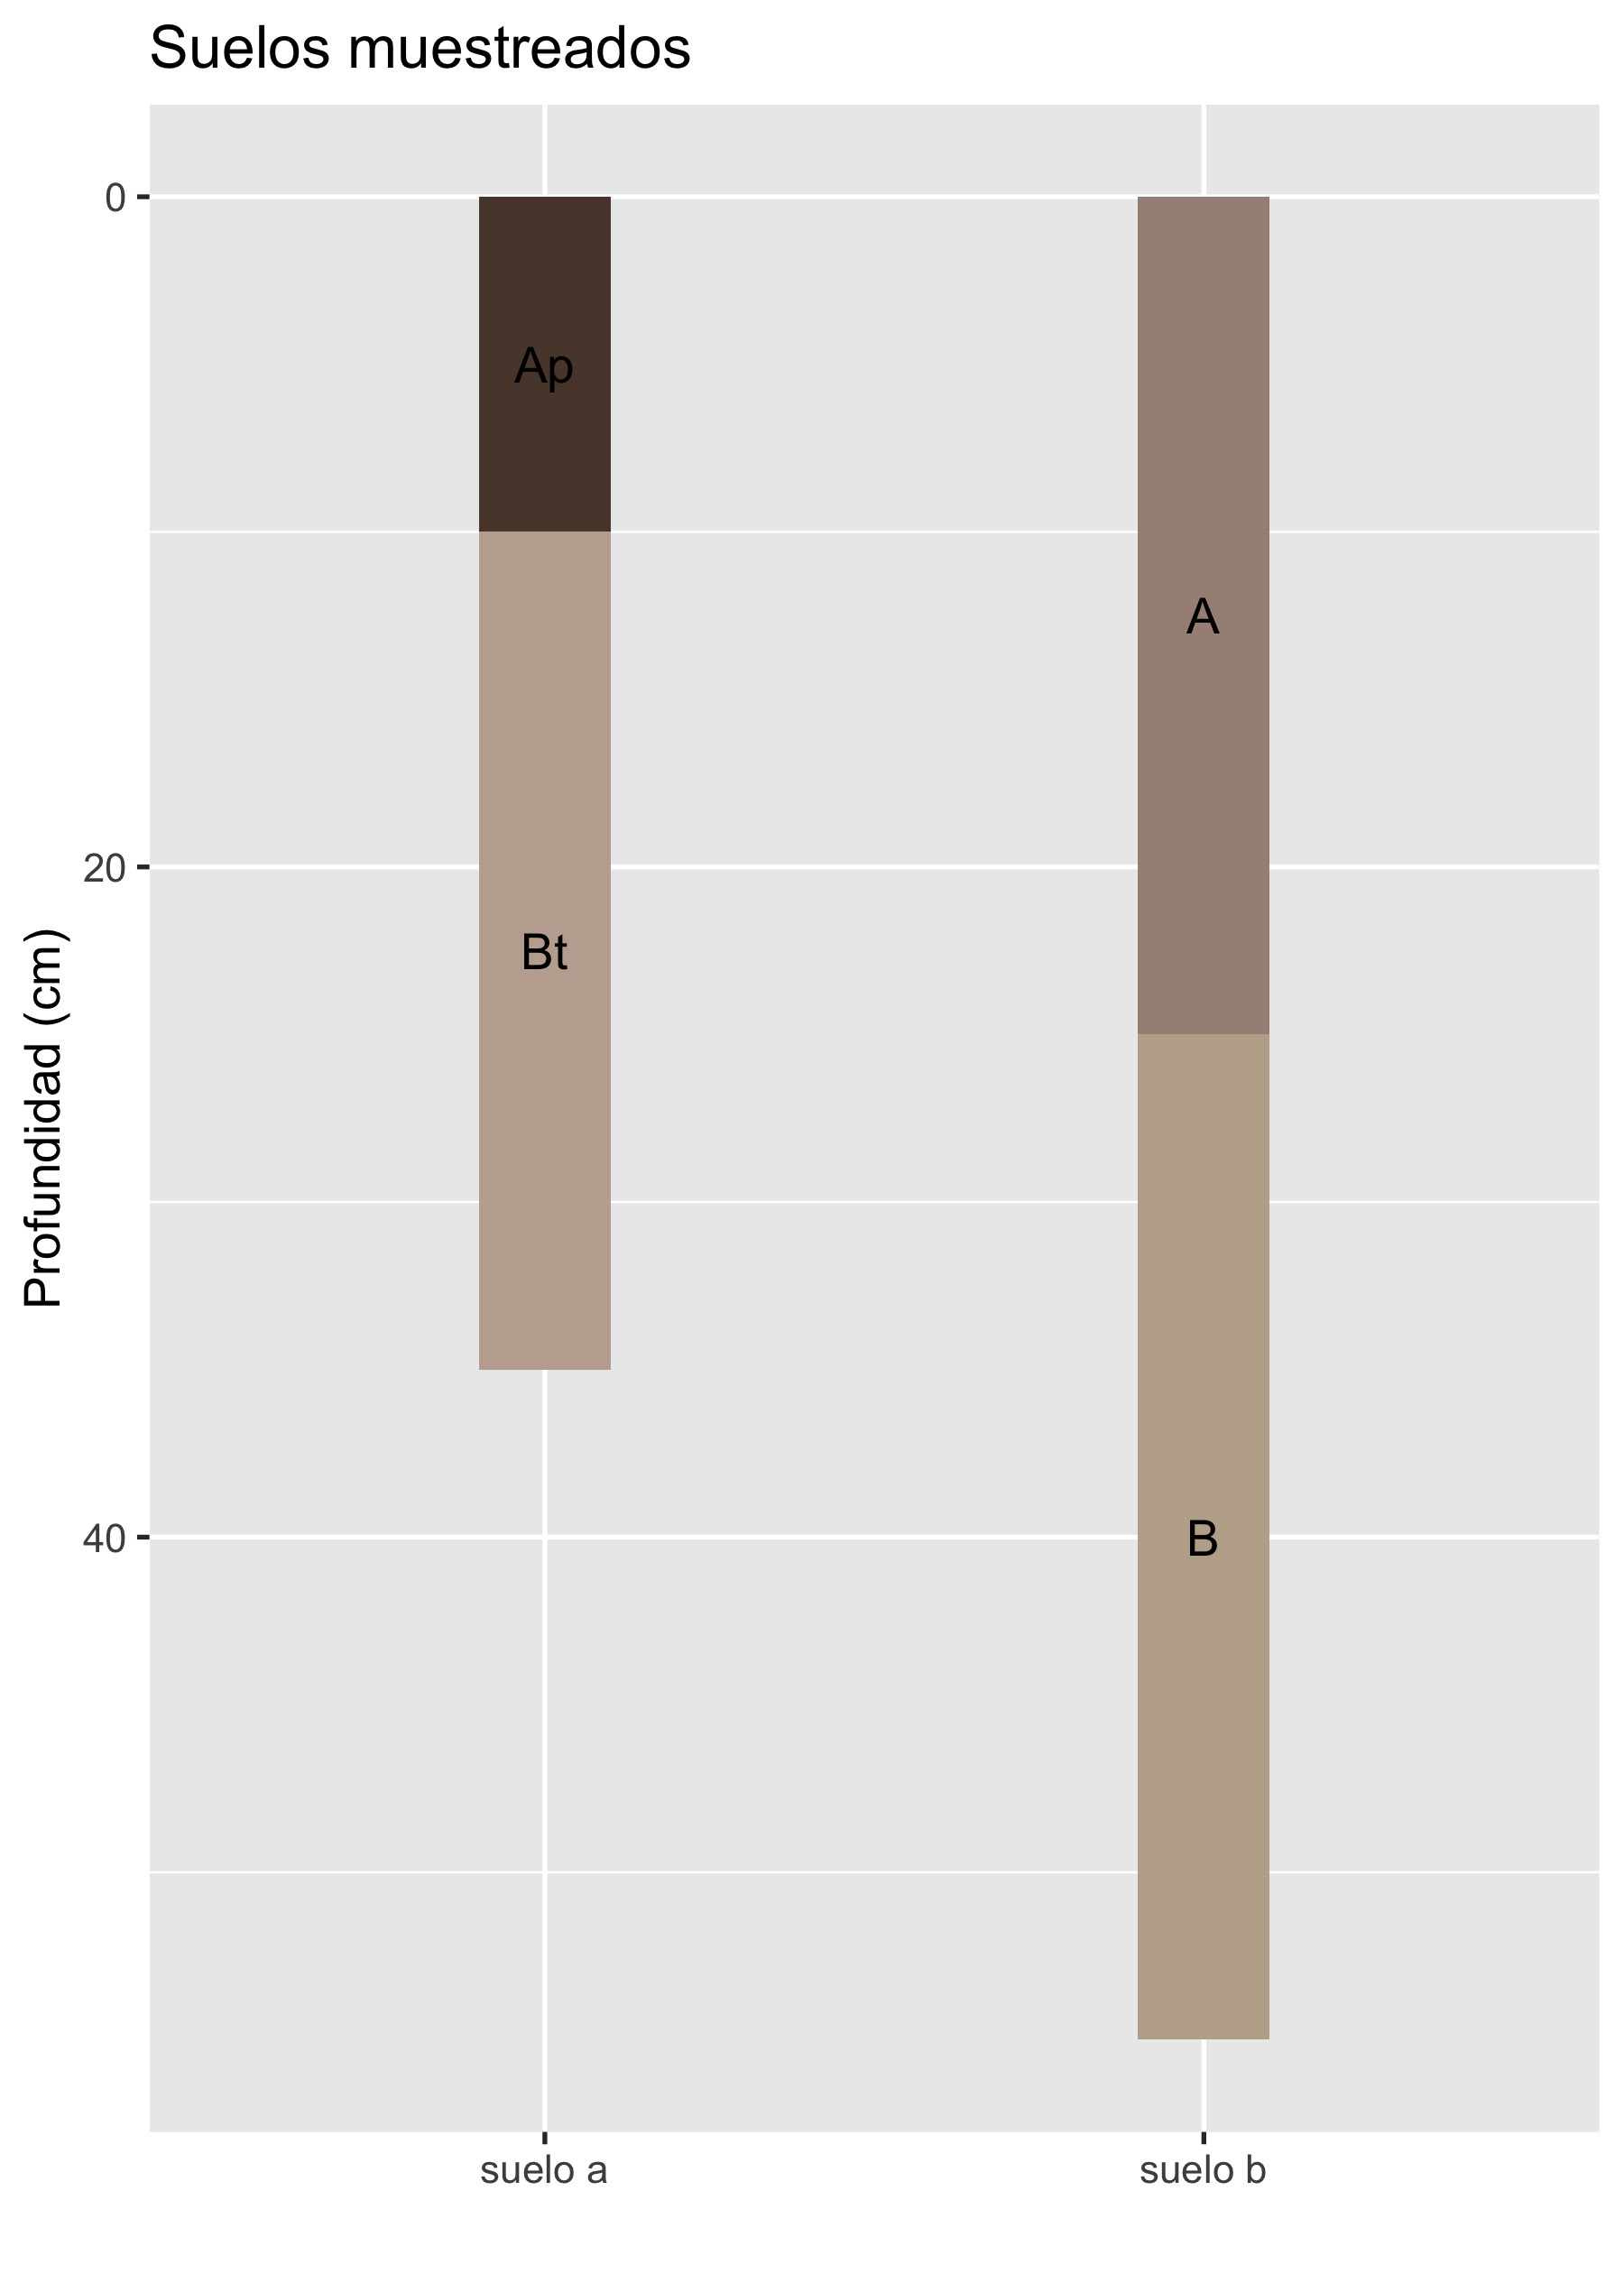 Suelos muestreados
0
Ap
A
20
Bt
Profundidad (cm)
40
B
suelo a
suelo b